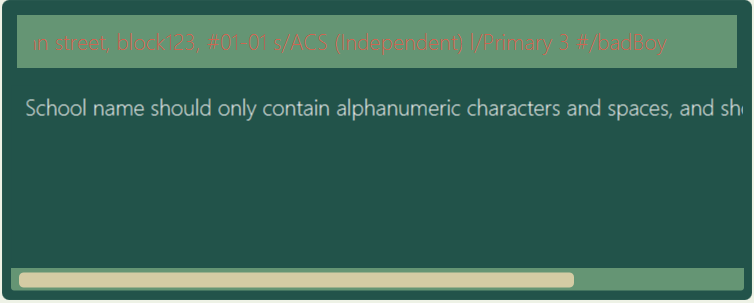 in street, block123, #01-01 v/ACS (Independent) l/Primary 3 #/badBoy
School name should only contain alphanumeric characters and spaces, and sh